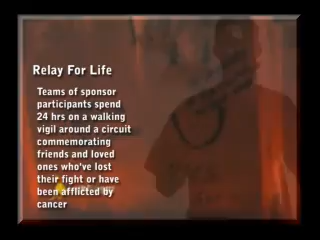 Relay For Life
Teams of sponsor
participants spend
24 hrs on a walking
vigil around a circuit
commemorating
friends and loved
ones who've lost
their fight or have
been afflicted by
cancer